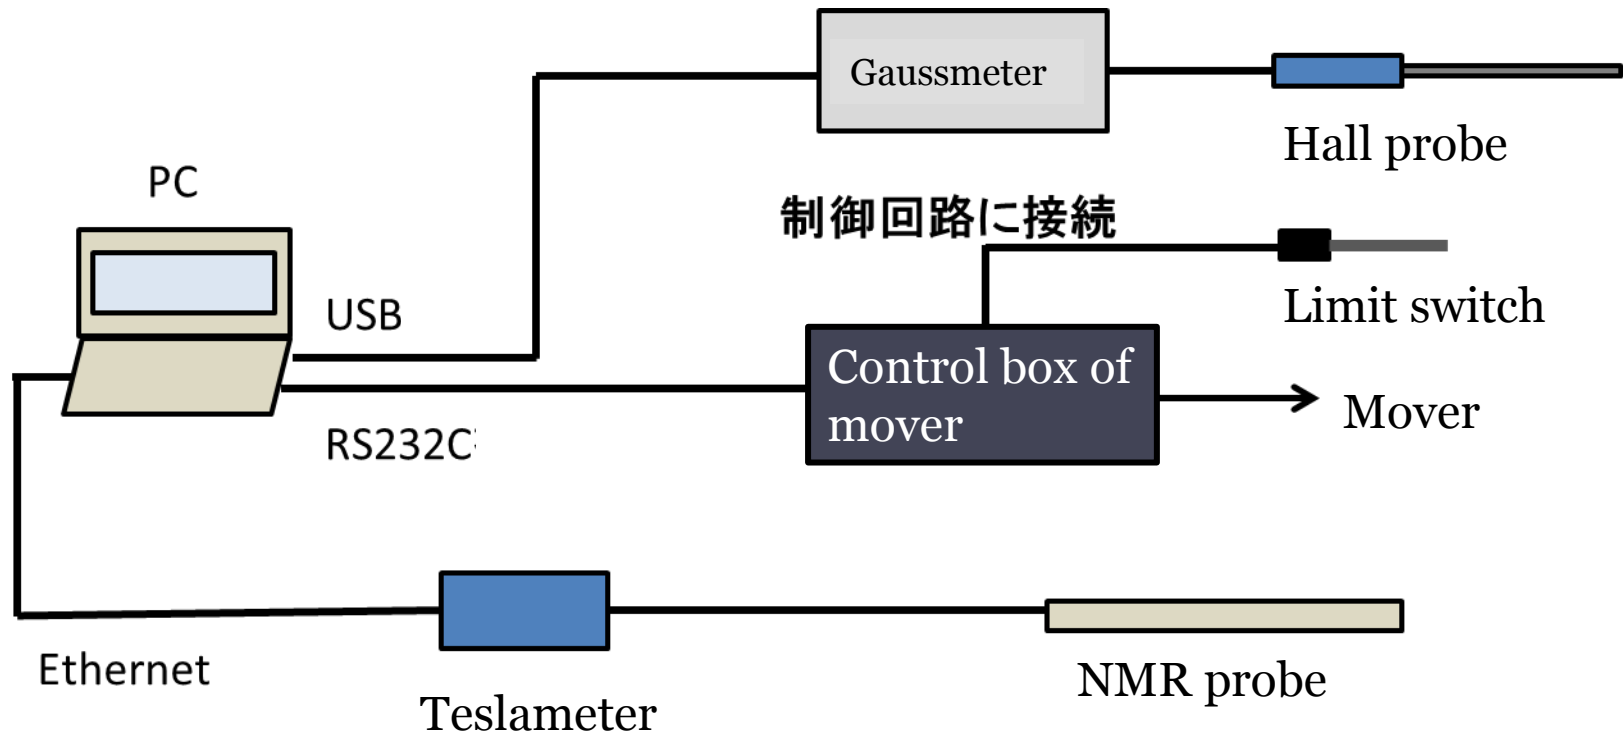 Gaussmeter
Hall probe
PC
制御回路に接続
USB
Limit switch
Control box of
mover
Mover
RS232C
Ethernet
NMR probe
Teslameter